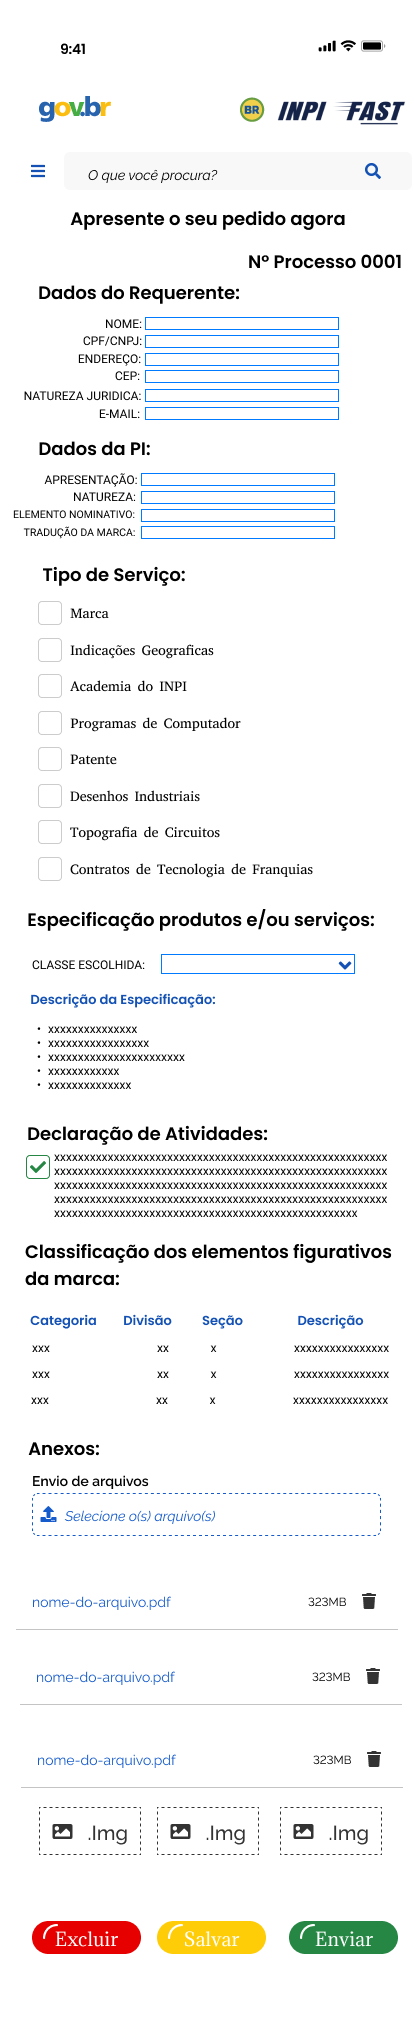 9:41
gov.br BR INPI FAST
O que você procura?
Apresente o seu pedido agora
Nº Processo 0001
Dados do Requerente:
NOME:
CPF/CNPJ:
ENDEREÇO:
CEP:
NATUREZA JURIDICA:
E-MAIL:
Dados da PI:
APRESENTAÇÃO:
NATUREZA:
ELEMENTO NOMINATIVO:
TRADUÇÃO DA MARCA:
Tipo de Serviço:
Marca
Indicações Geograficas
Academia do INPI
Programas de Computador
Patente
Desenhos Industriais
Topografia de Circuitos
Contratos de Tecnologia de Franquias
Especificação produtos e/ou serviços:
CLASSE ESCOLHIDA:
Descrição da Especificação:
• xxxxxxxxxxxxxxx
• xxxxxxxxxxxxxxxxx
• xxxxxxxxxxxxxxxxxxxxxxx
• xxxxxxxxxxxx
• xxxxxxxxxxxxxx
Declaração de Atividades:
xxxxxxxxxxxxxxxxxxxxxxxxxxxxxxxxxxxxxxxxxxxxxxxxxxxxxxxx
xxxxxxxxxxxxxxxxxxxxxxxxxxxxxxxxxxxxxxxxxxxxxxxxxxxxxxxx
xxxxxxxxxxxxxxxxxxxxxxxxxxxxxxxxxxxxxxxxxxxxxxxxxxxxxxxx
xxxxxxxxxxxxxxxxxxxxxxxxxxxxxxxxxxxxxxxxxxxxxxxxxxxxxxxx
xxxxxxxxxxxxxxxxxxxxxxxxxxxxxxxxxxxxxxxxxxxxxxxxxxx
Classificação dos elementos figurativos
da marca:
Categoria Divisão Seção Descrição
xxx xx x xxxxxxxxxxxxxxxx
xxx xx x xxxxxxxxxxxxxxxx
xxx xx x xxxxxxxxxxxxxxxx
Anexos:
Envio de arquivos
Selecione o(s) arquivo(s)
nome-do-arquivo.pdf 323MB
nome-do-arquivo.pdf 323MB
nome-do-arquivo.pdf 323MB
.Img .Img .Img
Excluir Salvar Enviar